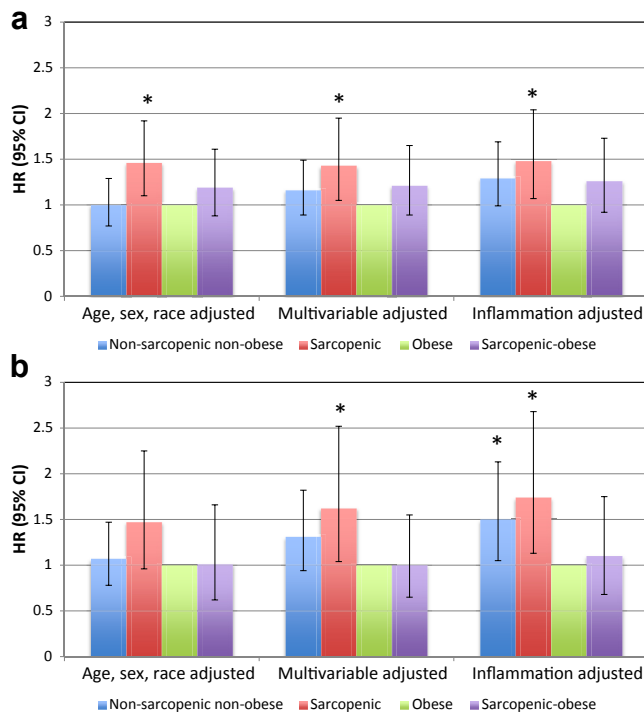 a
3
2.5
2
1.5
1
0.5
0
HR (95% CI)
* * *
Age, sex, race adjusted Multivariable adjusted Inflammation adjusted
Non-sarcopenic non-obese Sarcopenic Obese Sarcopenic-obese
b
3
2.5
2
1.5
1
0.5
0
HR (95% CI)
* * *
Age, sex, race adjusted Multivariable adjusted Inflammation adjusted
Non-sarcopenic non-obese Sarcopenic Obese Sarcopenic-obese